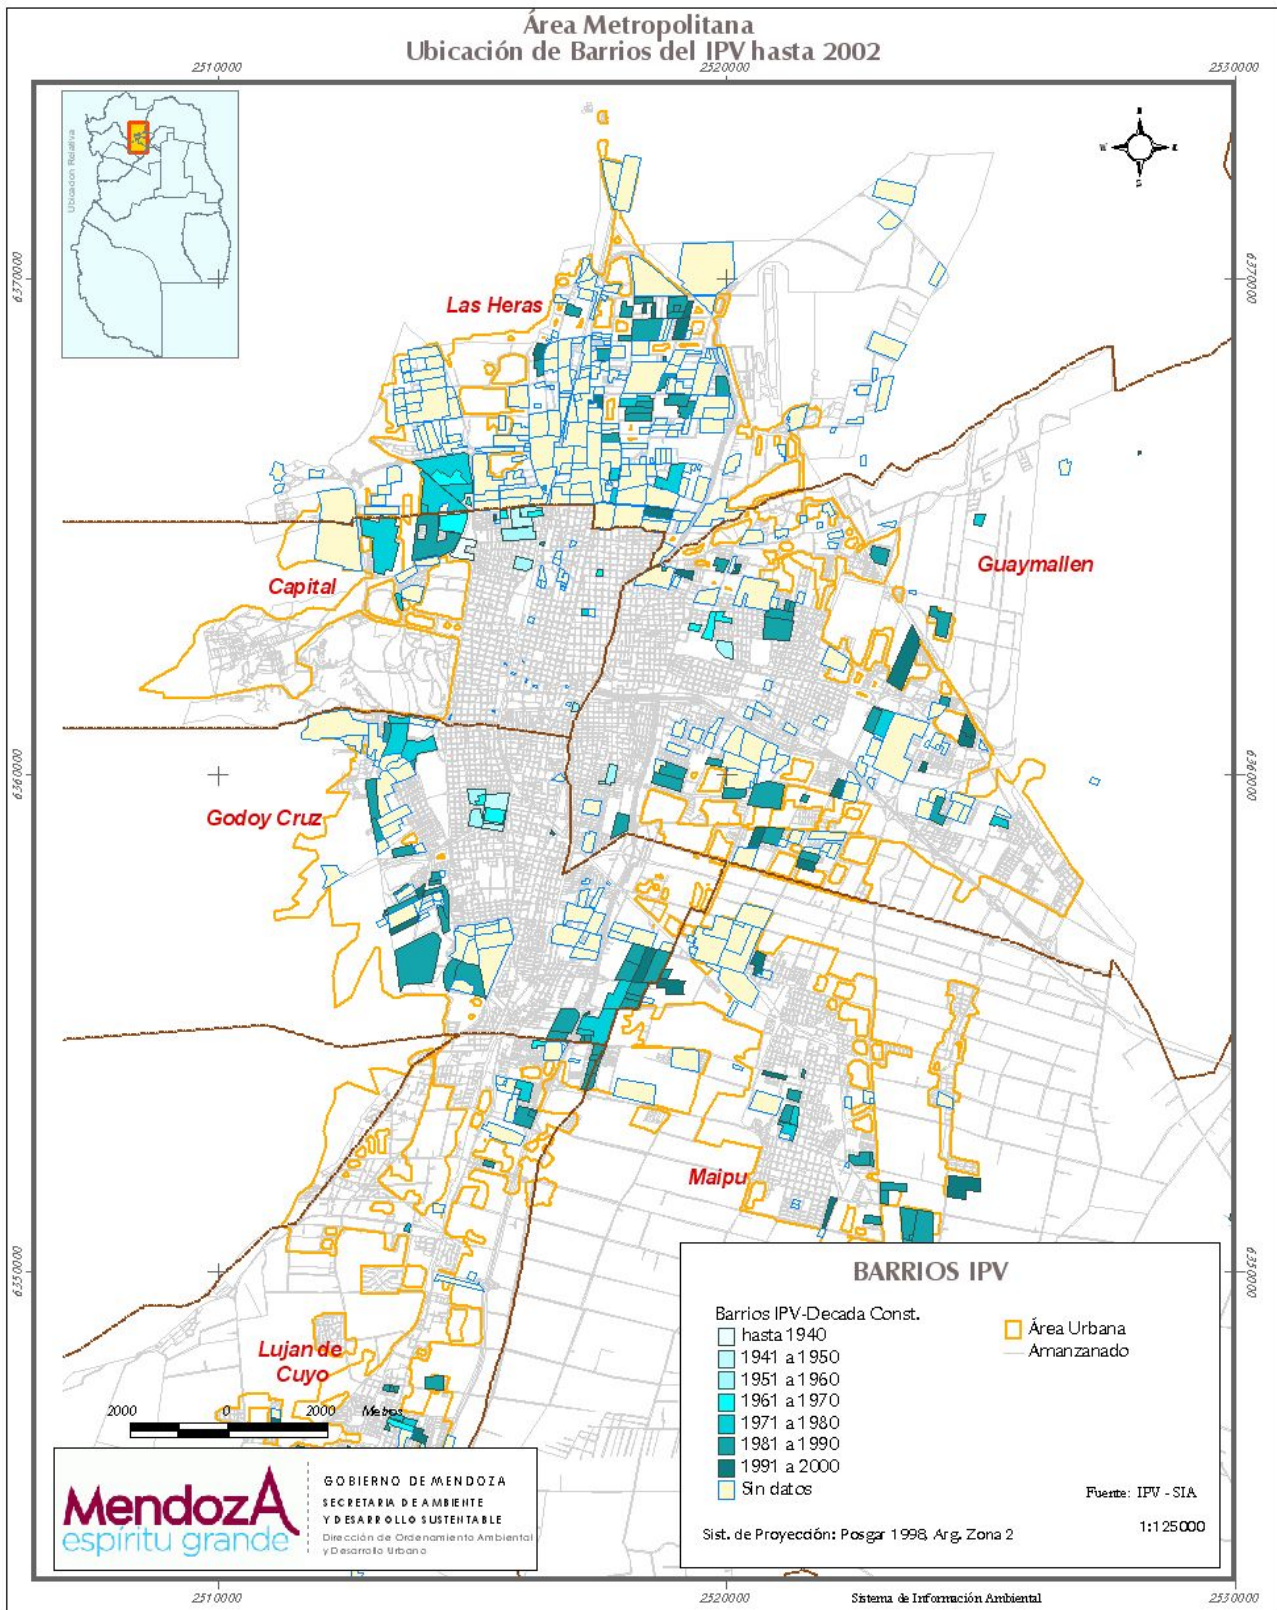 Área Metropolitana
Ubicación de Barrios del IPV hasta 2002
2510000 2520000 2530000
Ubicacion Relativa
N
W E
S
6370000 6370000
Las Heras
Capital
Guaymallen
6360000 6360000
Godoy Cruz
Maipu
6350000 6350000
Lujan de
Cuyo
2000 0 2000 Metros
BARRIOS IPV
Barrios IPV-Decada Const.
hasta 1940
1941 a 1950
1951 a 1960
1961 a 1970
1971 a 1980
1981 a 1990
1991 a 2000
Sin datos
Área Urbana
Amanzanado
Fuente: IPV - SIA
Sist. de Proyección: Posgar 1998, Arg. Zona 2
1:125000
MendozA
espíritu grande
GOBIERNO DE MENDOZA
SECRETARIA DE AMBIENTE
Y DESARROLLO SUSTENTABLE
Dirección de Ordenamiento Ambiental
y Desarrollo Urbano
2510000 2520000 2530000
Sistema de Información Ambiental